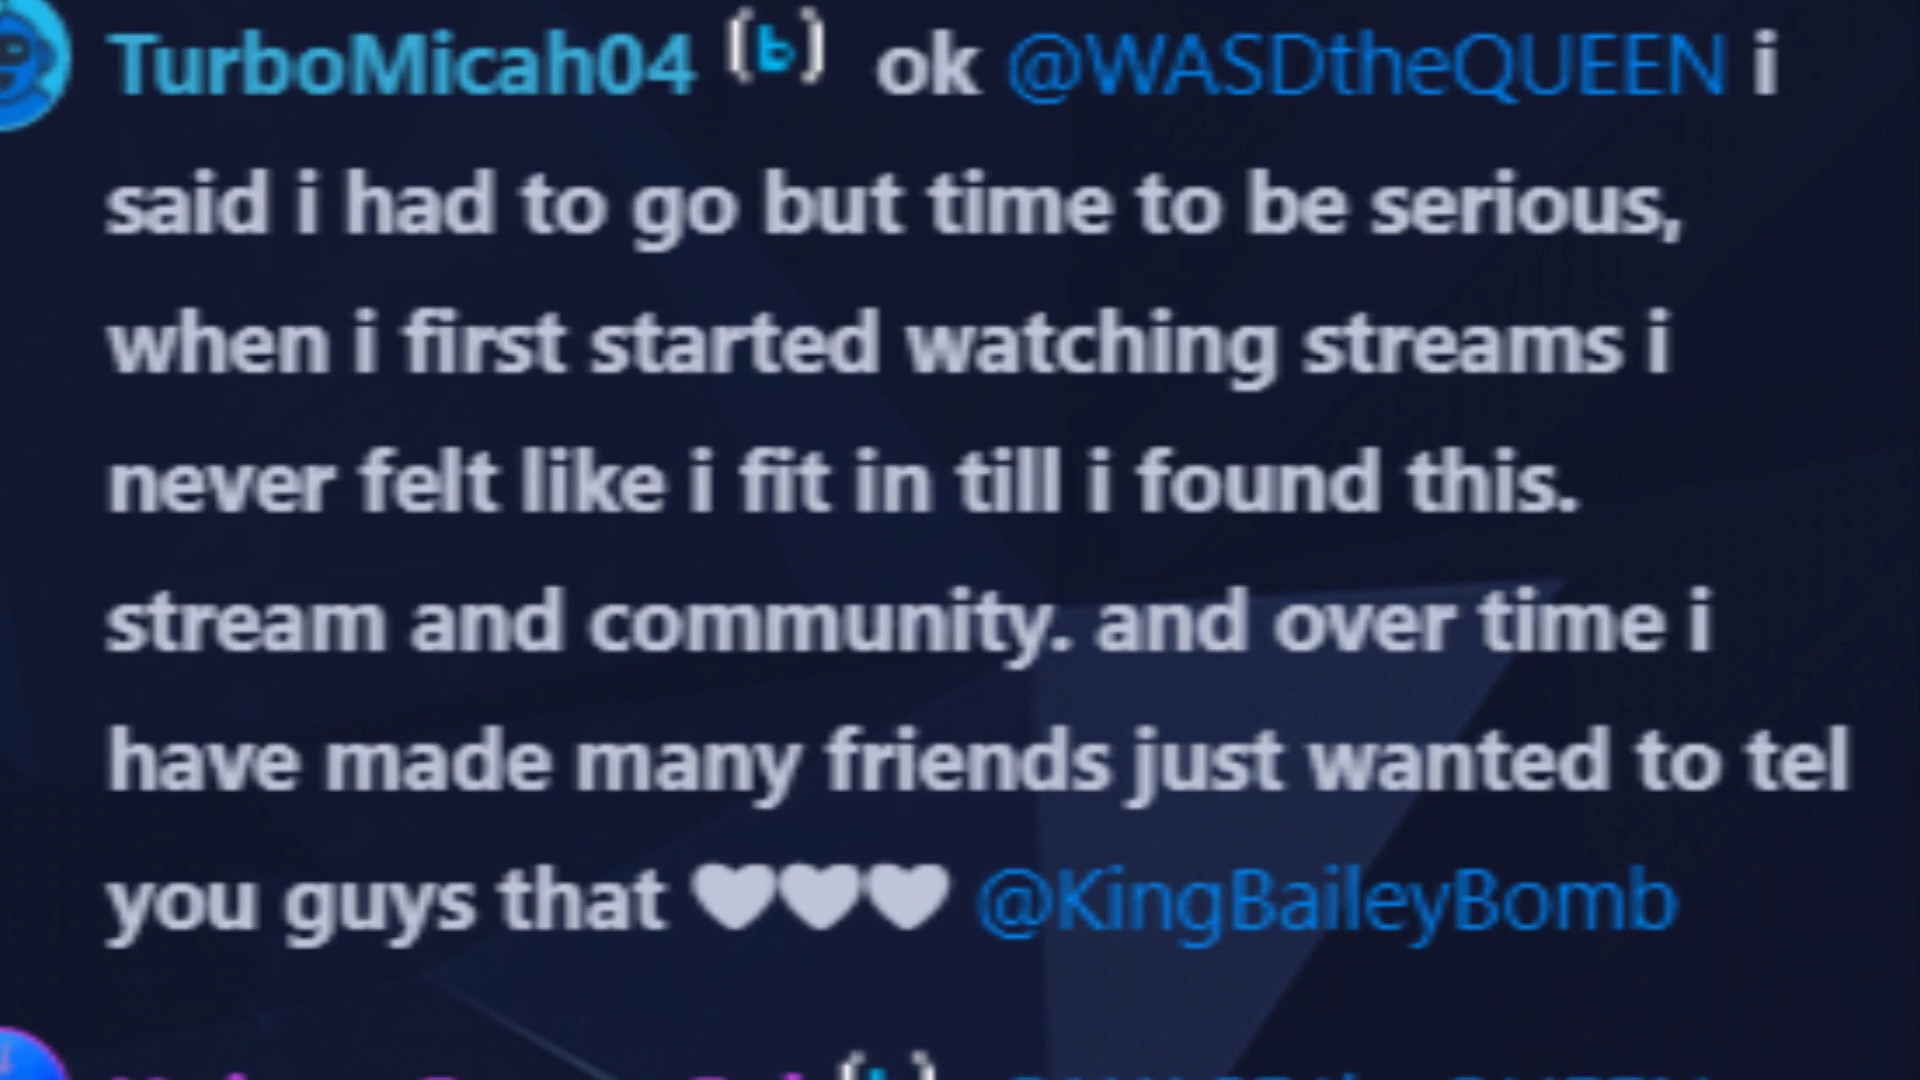 TurboMicah04 [b] ok @WASDtheQUEEN i
said i had to go but time to be serious,
when i first started watching streams i
never felt like i fit in till i found this.
stream and community. and over time i
have made many friends just wanted to tel
you guys that 🤍🤍🤍 @KingBaileyBomb